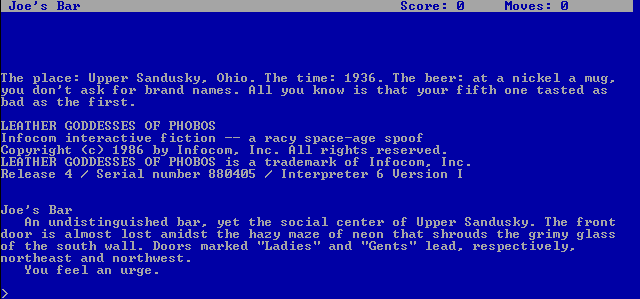 Joe's Bar Score: 0 Moves: 0
The place: Upper Sandusky, Ohio. The time: 1936. The beer: at a nickel a mug,
you don't ask for brand names. All you know is that your fifth one tasted as
bad as the first.
LEATHER GODDESSES OF PHOBOS
Infocom interactive fiction -- a racy space-age spoof
Copyright (c) 1986 by Infocom, Inc. All rights reserved.
LEATHER GODDESSES OF PHOBOS is a trademark of Infocom, Inc.
Release 4 / Serial number 880405 / Interpreter 6 Version I
Joe's Bar
An undistinguished bar, yet the social center of Upper Sandusky. The front
door is almost lost amidst the hazy maze of neon that shrouds the grimy glass
of the south wall. Doors marked "Ladies" and "Gents" lead, respectively,
northeast and northwest.
You feel an urge.
>